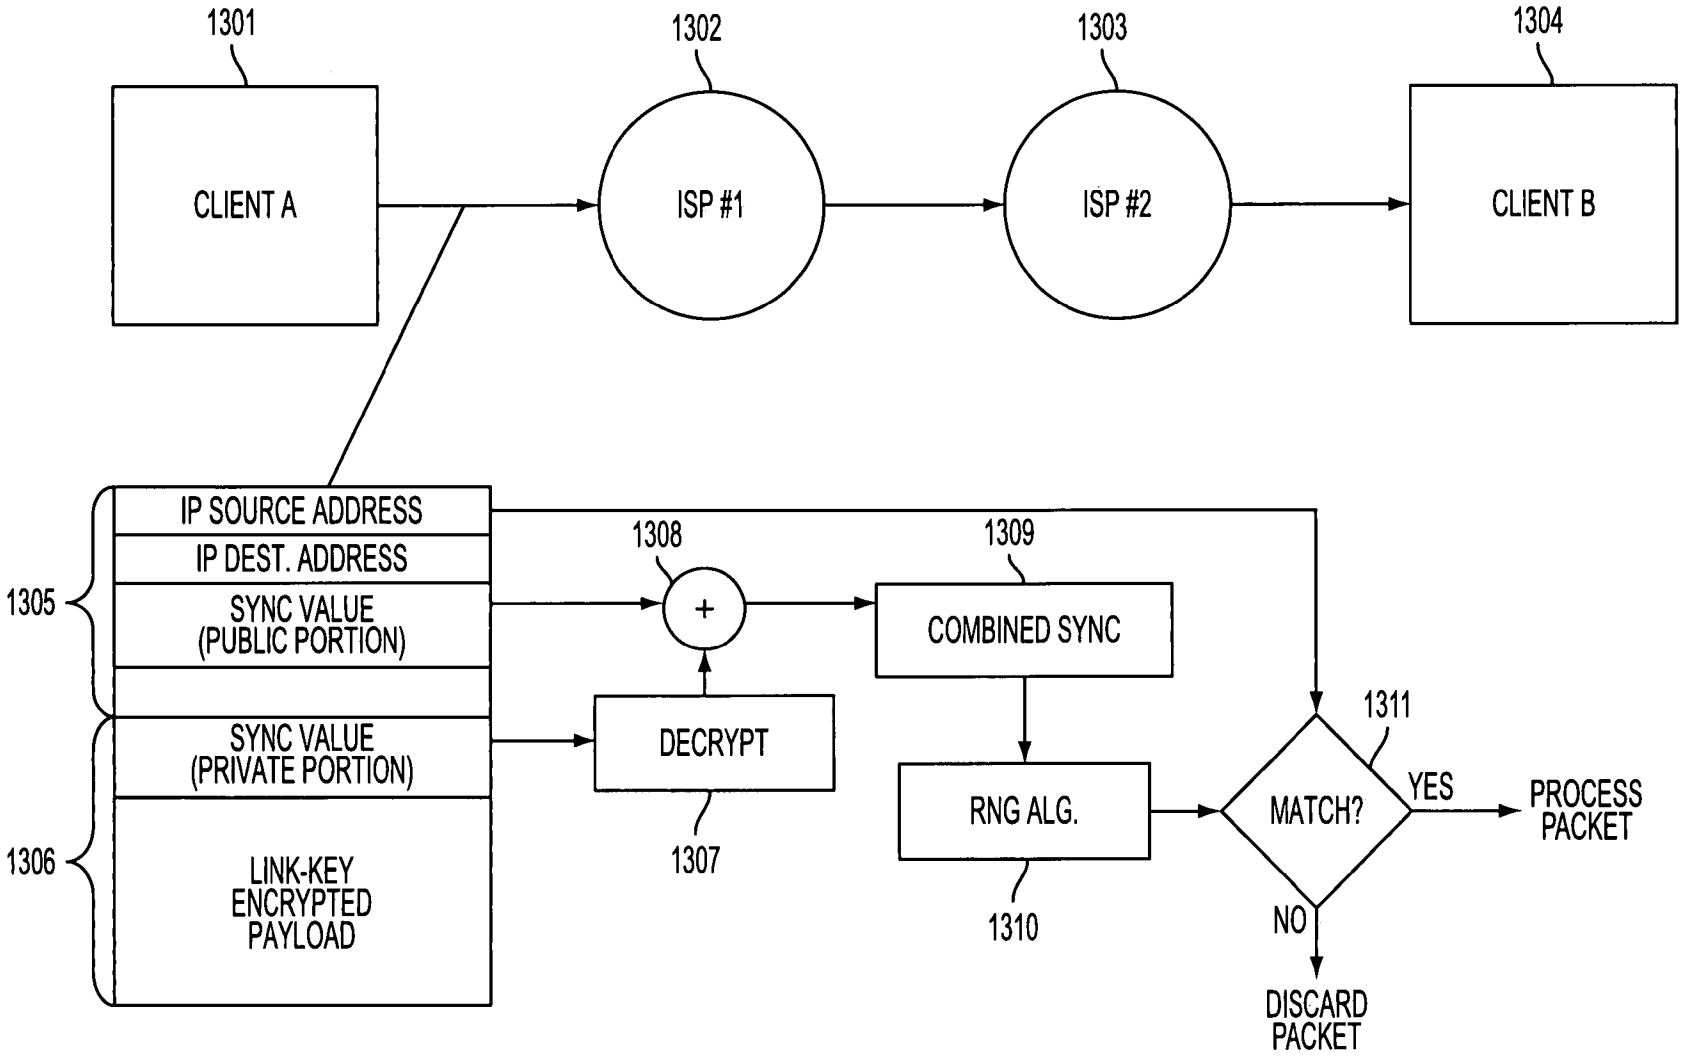 1301
1302
1303
1304
CLIENT A
ISP #1
ISP #2
CLIENT B
IP SOURCE ADDRESS
IP DEST. ADDRESS
SYNC VALUE
(PUBLIC PORTION)
SYNC VALUE
(PRIVATE PORTION)
LINK-KEY
ENCRYPTED
PAYLOAD
1305
1306
1308
+
DECRYPT
1307
1309
COMBINED SYNC
RNG ALG.
1310
1311
MATCH?
YES
PROCESS
PACKET
NO
DISCARD
PACKET